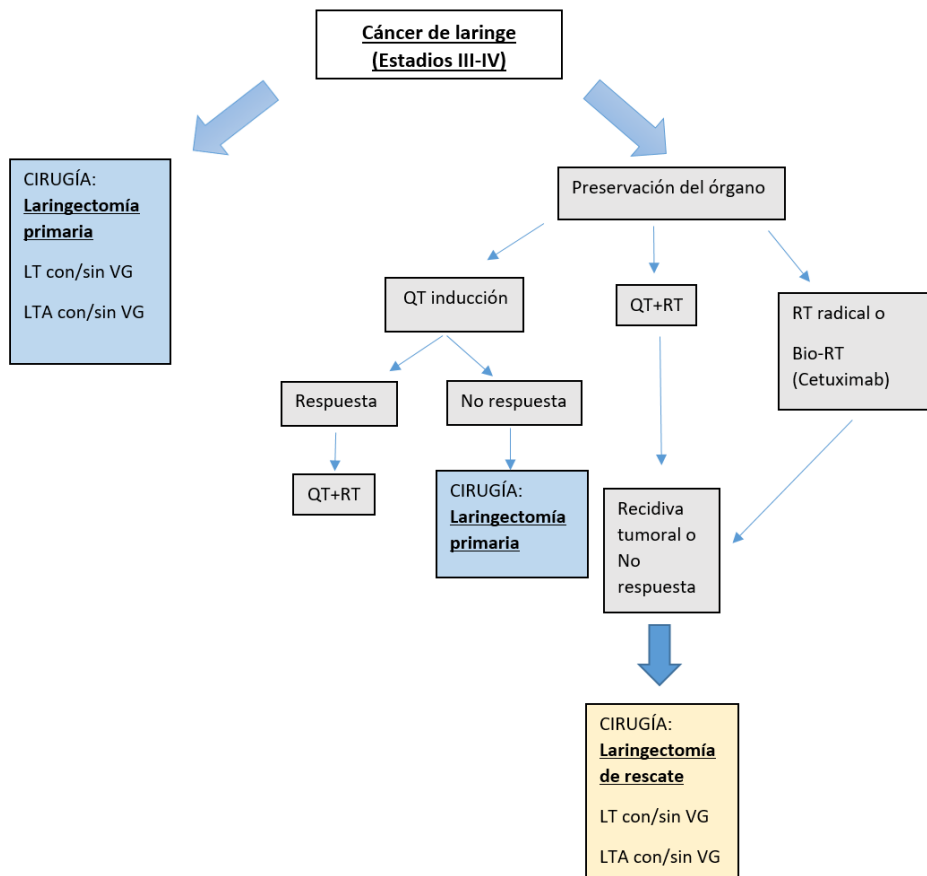 Cáncer de laringe
(Estadios III-IV)
CIRUGÍA:
Laringectomía
primaria
LT con/sin VG
LTA con/sin VG
Preservación del órgano
QT inducción
QT+RT
RT radical o
Bio-RT
(Cetuximab)
Respuesta
No respuesta
QT+RT
CIRUGÍA:
Laringectomía
primaria
Recidiva
tumoral o
No
respuesta
CIRUGÍA:
Laringectomía
de rescate
LT con/sin VG
LTA con/sin VG